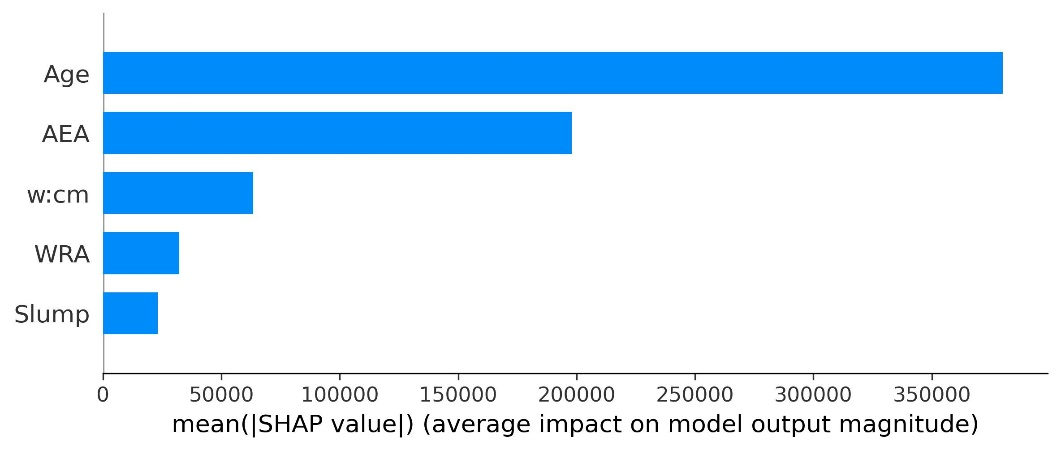 Age
AEA
w:cm
WRA
Slump
0 50000 100000 150000 200000 250000 300000 350000
mean(|SHAP value|) (average impact on model output magnitude)